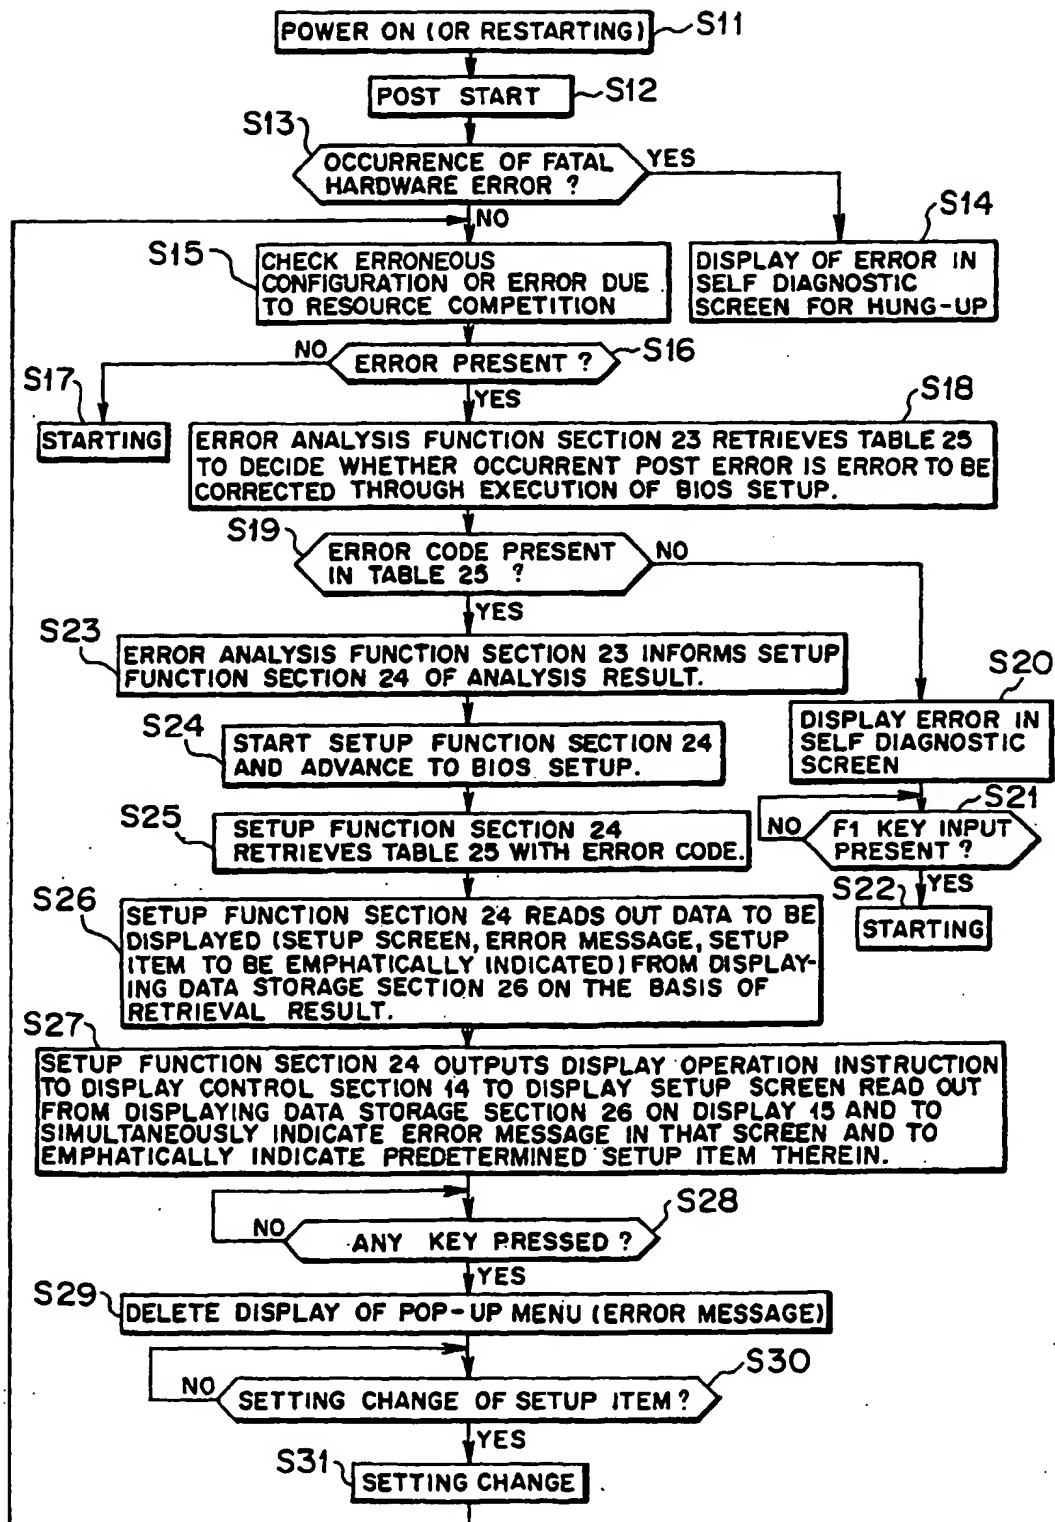 POWER ON (OR RESTARTING)
S11
POST START
S12
S13
OCCURRENCE OF FATAL
HARDWARE ERROR ?
YES
NO
S14
DISPLAY OF ERROR IN
SELF DIAGNOSTIC
SCREEN FOR HUNG-UP
S15
CHECK ERRONEOUS
CONFIGURATION OR ERROR DUE
TO RESOURCE COMPETITION
NO
ERROR PRESENT ?
S16
YES
S17
STARTING
S18
ERROR ANALYSIS FUNCTION SECTION 23 RETRIEVES TABLE 25
TO DECIDE WHETHER OCCURRENT POST ERROR IS ERROR TO BE
CORRECTED THROUGH EXECUTION OF BIOS SETUP.
S19
ERROR CODE PRESENT
IN TABLE 25 ?
NO
YES
S23
ERROR ANALYSIS FUNCTION SECTION 23 INFORMS SETUP
FUNCTION SECTION 24 OF ANALYSIS RESULT.
S20
DISPLAY ERROR IN
SELF DIAGNOSTIC
SCREEN
S24
START SETUP FUNCTION SECTION 24
AND ADVANCE TO BIOS SETUP.
S21
NO
F1 KEY INPUT
PRESENT ?
YES
S22
STARTING
S25
SETUP FUNCTION SECTION 24
RETRIEVES TABLE 25 WITH ERROR CODE.
S26
SETUP FUNCTION SECTION 24 READS OUT DATA TO BE
DISPLAYED (SETUP SCREEN, ERROR MESSAGE, SETUP
ITEM TO BE EMPHATICALLY INDICATED) FROM DISPLAY-
ING DATA STORAGE SECTION 26 ON THE BASIS OF
RETRIEVAL RESULT.
S27
SETUP FUNCTION SECTION 24 OUTPUTS DISPLAY OPERATION INSTRUCTION
TO DISPLAY CONTROL SECTION 14 TO DISPLAY SETUP SCREEN READ OUT
FROM DISPLAYING DATA STORAGE SECTION 26 ON DISPLAY 15 AND TO
SIMULTANEOUSLY INDICATE ERROR MESSAGE IN THAT SCREEN AND TO
EMPHATICALLY INDICATE PREDETERMINED SETUP ITEM THEREIN.
S28
NO
ANY KEY PRESSED ?
YES
S29
DELETE DISPLAY OF POP-UP MENU (ERROR MESSAGE)
S30
NO
SETTING CHANGE OF SETUP ITEM ?
YES
S31
SETTING CHANGE